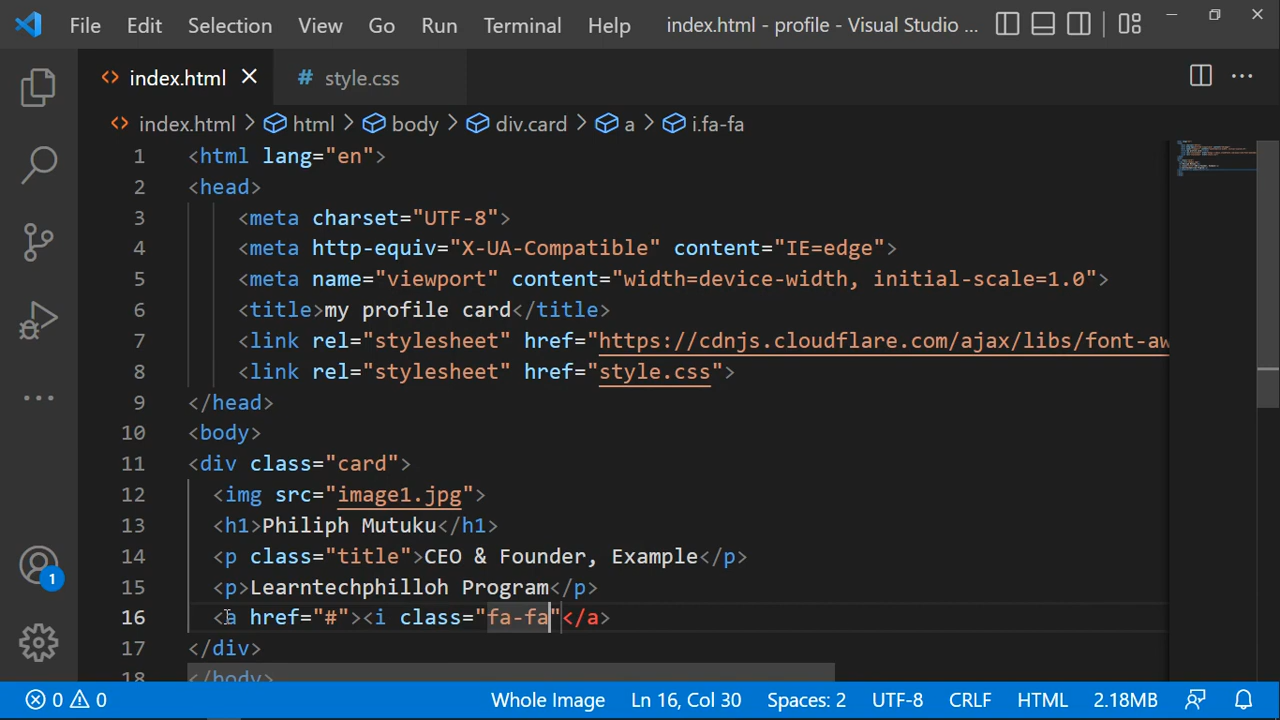 File Edit Selection View Go Run Terminal Help index.html - profile - Visual Studio ...
index.html # style.css
index.html > html > body > div.card > a > i.fa-fa
1 <html lang="en">
2 <head>
3 <meta charset="UTF-8">
4 <meta http-equiv="X-UA-Compatible" content="IE=edge">
5 <meta name="viewport" content="width=device-width, initial-scale=1.0">
6 <title>my profile card</title>
7 <link rel="stylesheet" href="https://cdnjs.cloudflare.com/ajax/libs/font-aw
8 <link rel="stylesheet" href="style.css">
9 </head>
10 <body>
11 <div class="card">
12 <img src="image1.jpg">
13 <h1>Philiph Mutuku</h1>
14 <p class="title">CEO & Founder, Example</p>
15 <p>Learntechphilloh Program</p>
16 <a href="#"><i class="fa-fa"</a>
17 </div>
18 </body>
1
0 0 Whole Image Ln 16, Col 30 Spaces: 2 UTF-8 CRLF HTML 2.18MB